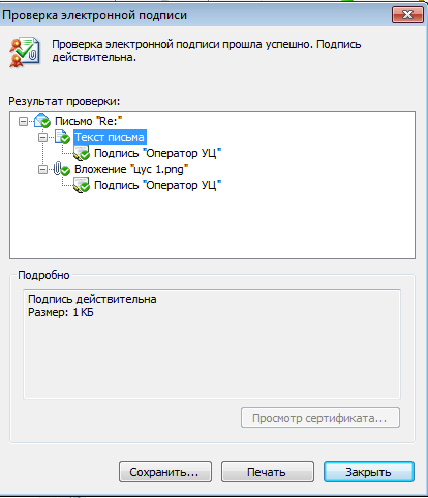 Проверка электронной подписи
Проверка электронной подписи прошла успешно. Подпись
действительна.
Результат проверки:
Письмо "Re:"
Текст письма
Подпись "Оператор УЦ"
Вложение "цус 1.png"
Подпись "Оператор УЦ"
Подробно
Подпись действительна
Размер: 1 КБ
Просмотр сертификата...
Сохранить...
Печать
Закрыть